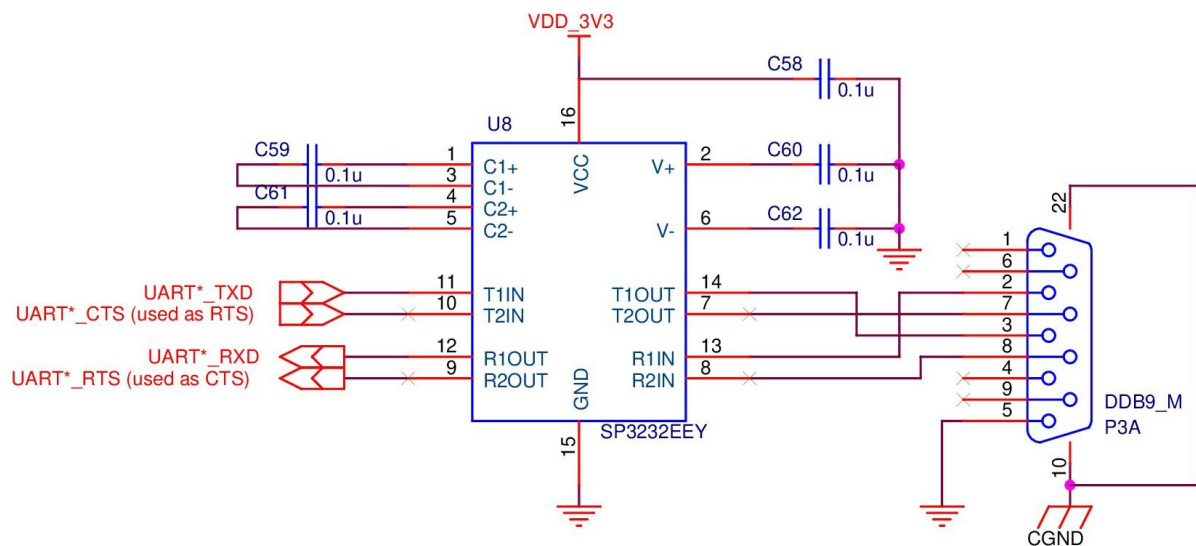 VDD_3V3
C58
0.1u
16
U8
VCC
C59
0.1u
1
C1+
3
C1-
C61
0.1u
4
C2+
5
C2-
V+
2
C60
0.1u
V-
6
C62
0.1u
UART*_TXD
11
T1IN
UART*_CTS (used as RTS)
10
T2IN
UART*_RXD
12
R1OUT
UART*_RTS (used as CTS)
9
R2OUT
T1OUT
14
T2OUT
7
R1IN
13
R2IN
8
GND
15
SP3232EEY
22
1
6
2
7
3
8
4
9
5
DDB9_M
P3A
10
CGND